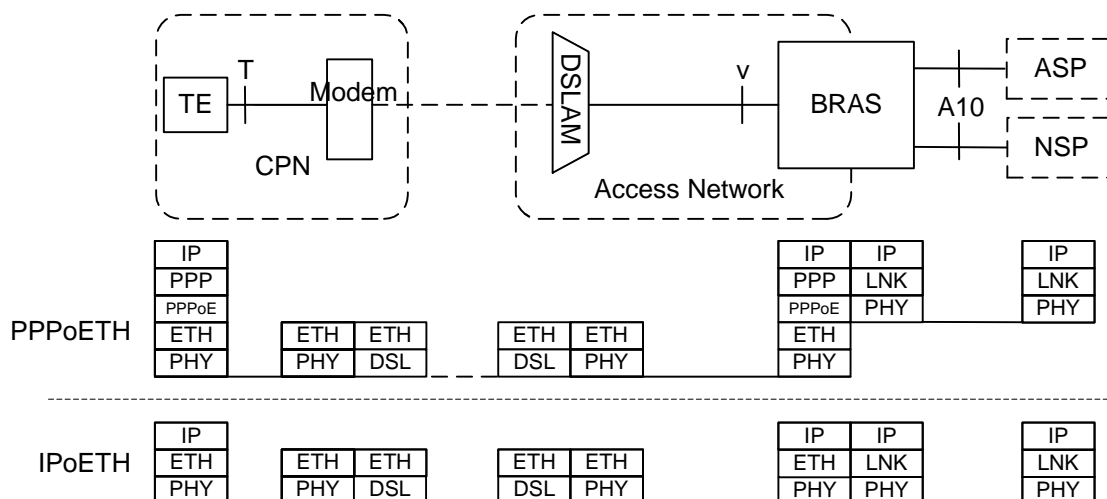 T
V
TE
Modem
DSLAM
BRAS
ASP
A10
NSP
CPN
Access Network
IP IP IP IP
PPP PPP LNK LNK
PPPoE PPPoE PHY PHY
PPPoETH ETH ETH ETH ETH ETH ETH
PHY PHY DSL DSL PHY PHY
IP IP IP IP
IPoETH ETH ETH ETH ETH ETH ETH LNK LNK
PHY PHY DSL DSL PHY PHY PHY PHY